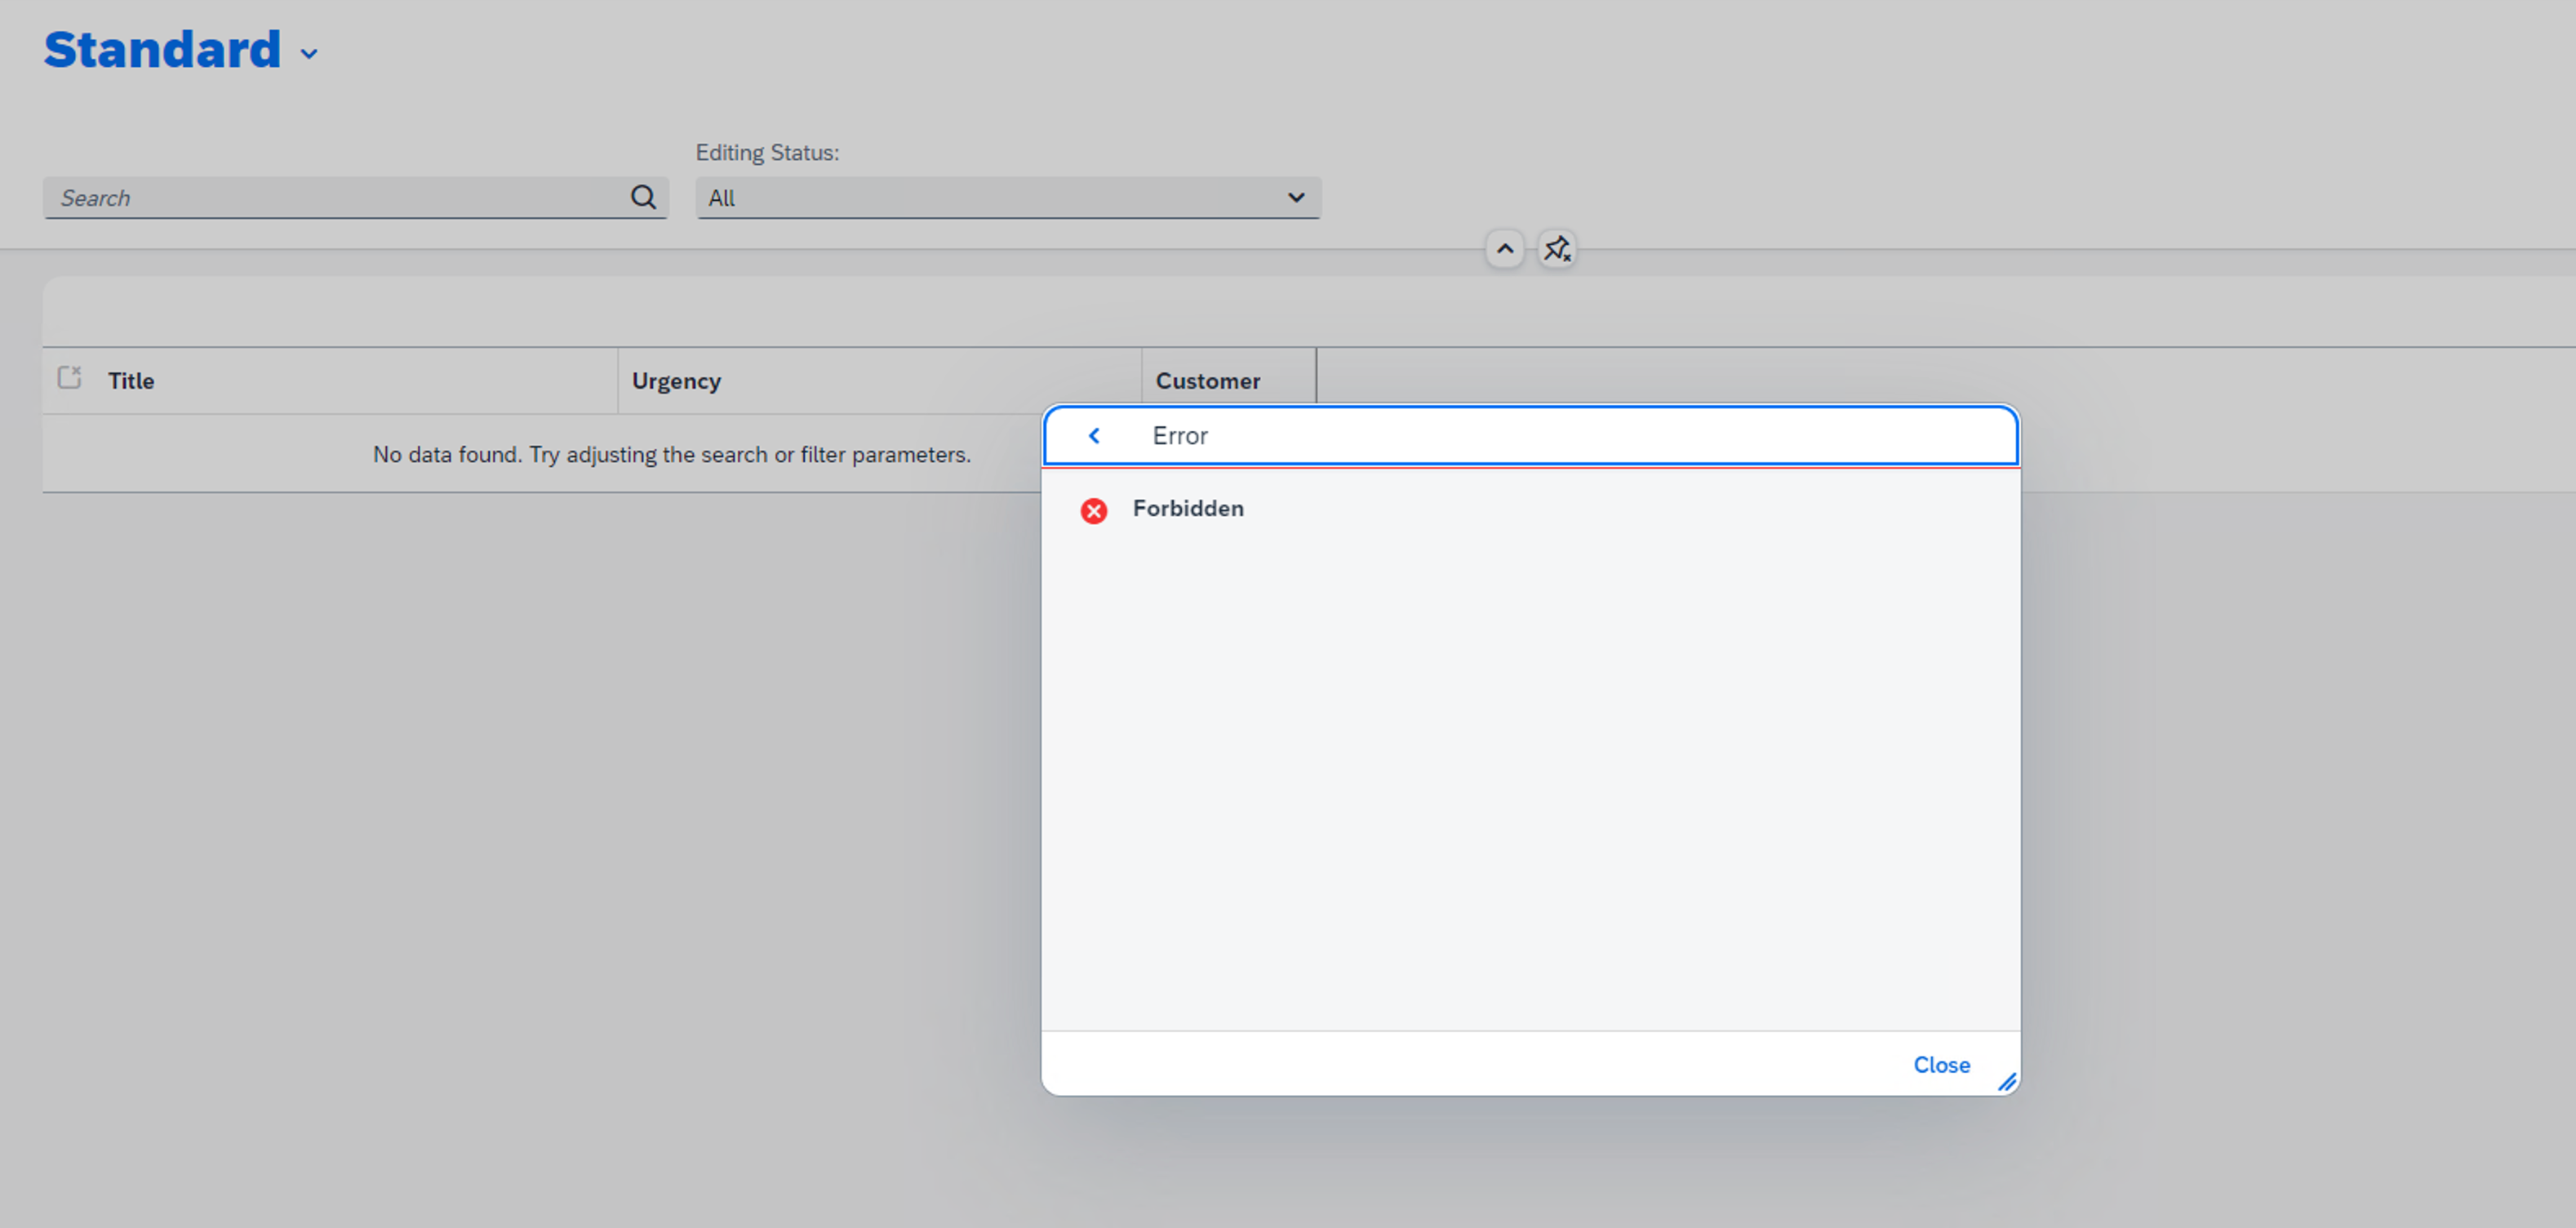 Standard
Editing Status:
Search
All
Title
Urgency
Customer
No data found. Try adjusting the search or filter parameters.
Error
Forbidden
Close